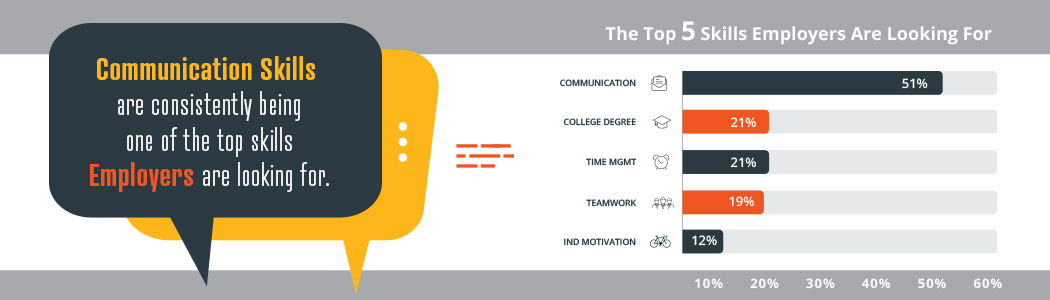 Communication Skills
are consistently being
one of the top skills
Employers are looking for.
The Top 5 Skills Employers Are Looking For
COMMUNICATION 51%
COLLEGE DEGREE 21%
TIME MGMT 21%
TEAMWORK 19%
IND MOTIVATION 12%
10% 20% 30% 40% 50% 60%